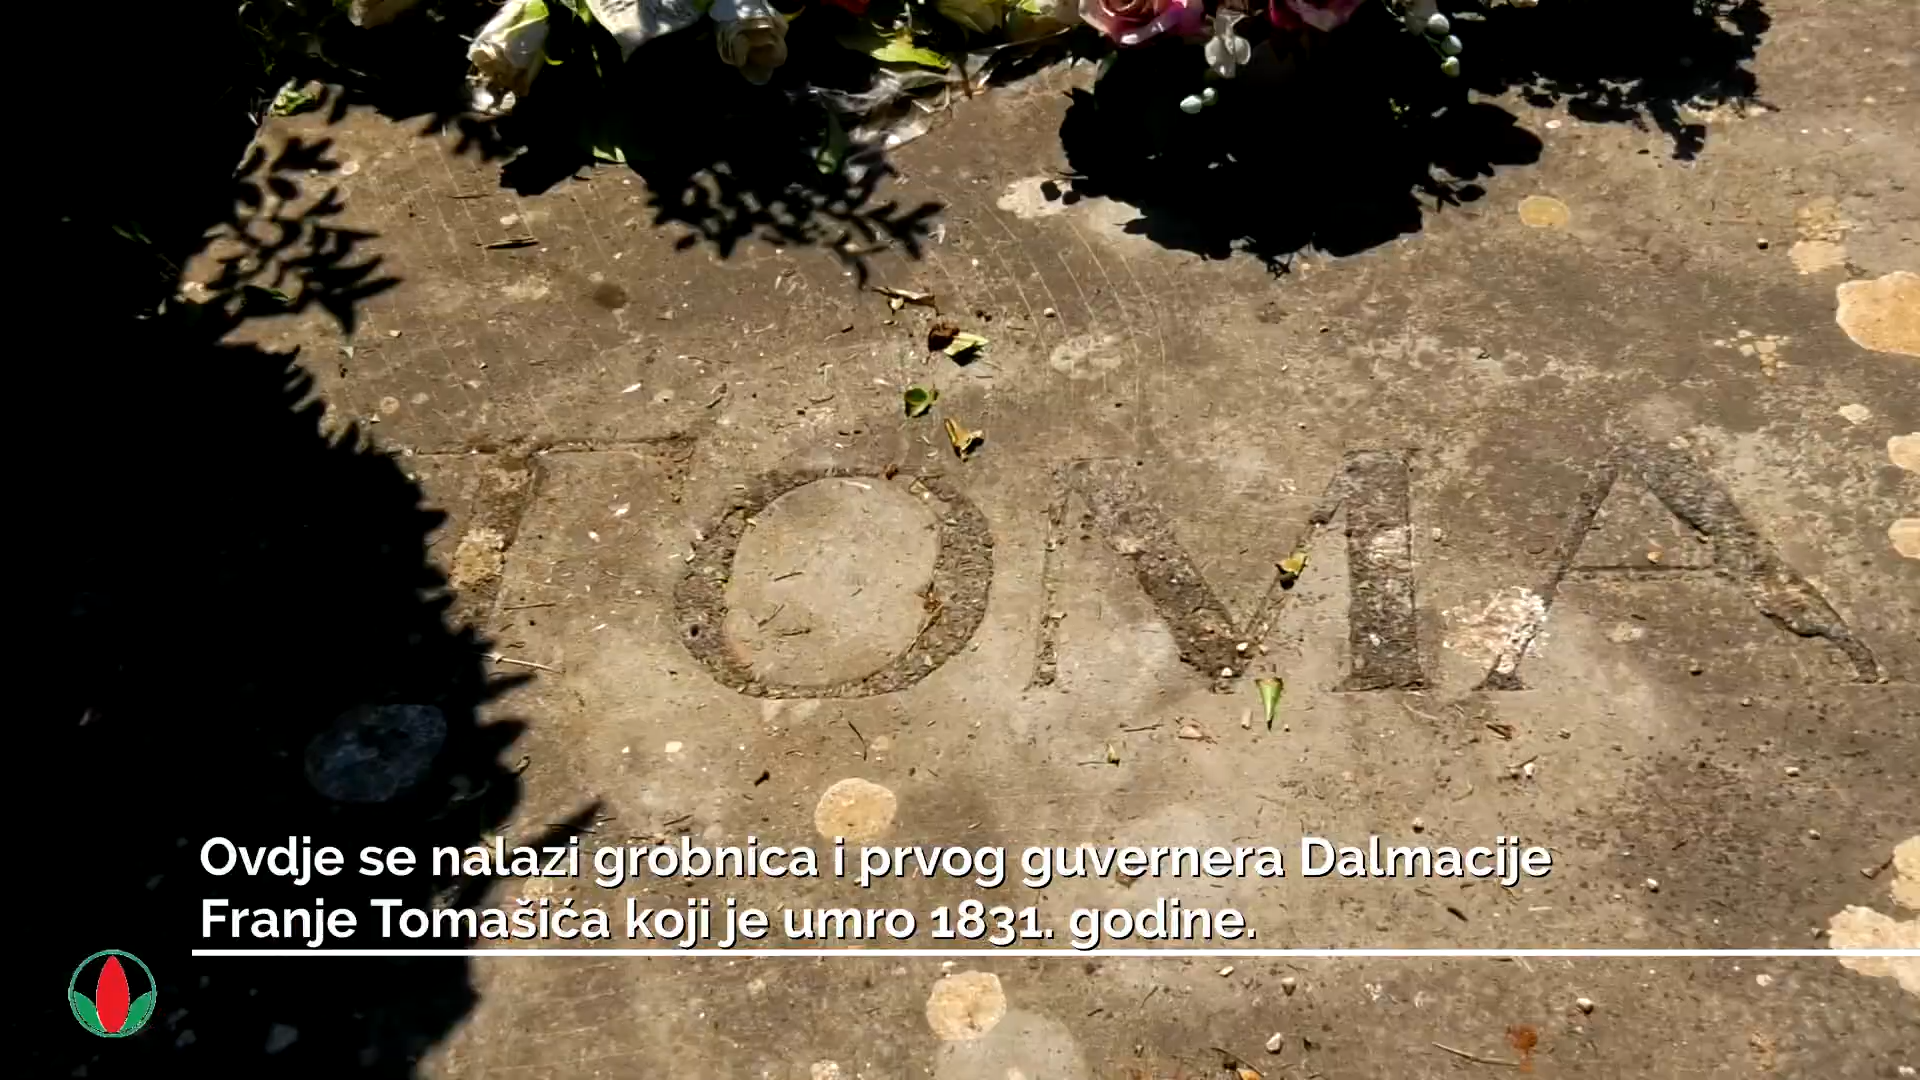 TOMA
Ovdje se nalazi grobnica i prvog guvernera Dalmacije
Franje Tomašića koji je umro 1831. godine.